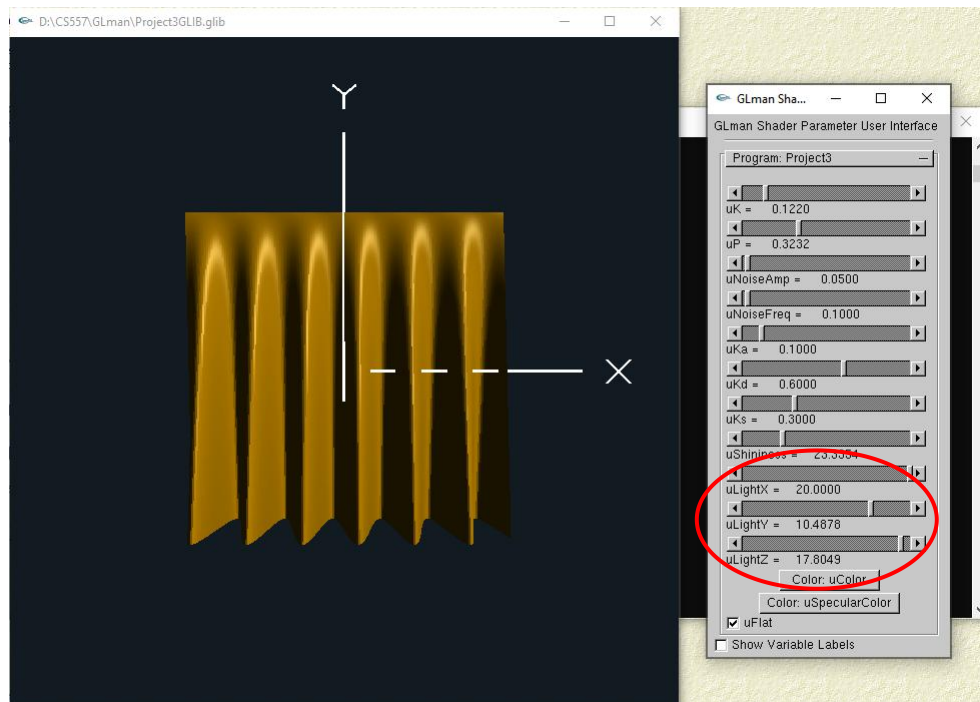 D:\CS557\GLman\Project3GLIB.glib
Y
X
GLman Sha...
GLman Shader Parameter User Interface
Program: Project3
uK = 0.1220
uP = 0.3232
uNoiseAmp = 0.0500
uNoiseFreq = 0.1000
uKa = 0.1000
uKd = 0.6000
uKs = 0.3000
uShininess =
uLightX = 20.0000
uLightY = 10.4878
uLightZ = 17.8049
Color: uColor
Color: uSpecularColor
uFlat
Show Variable Labels